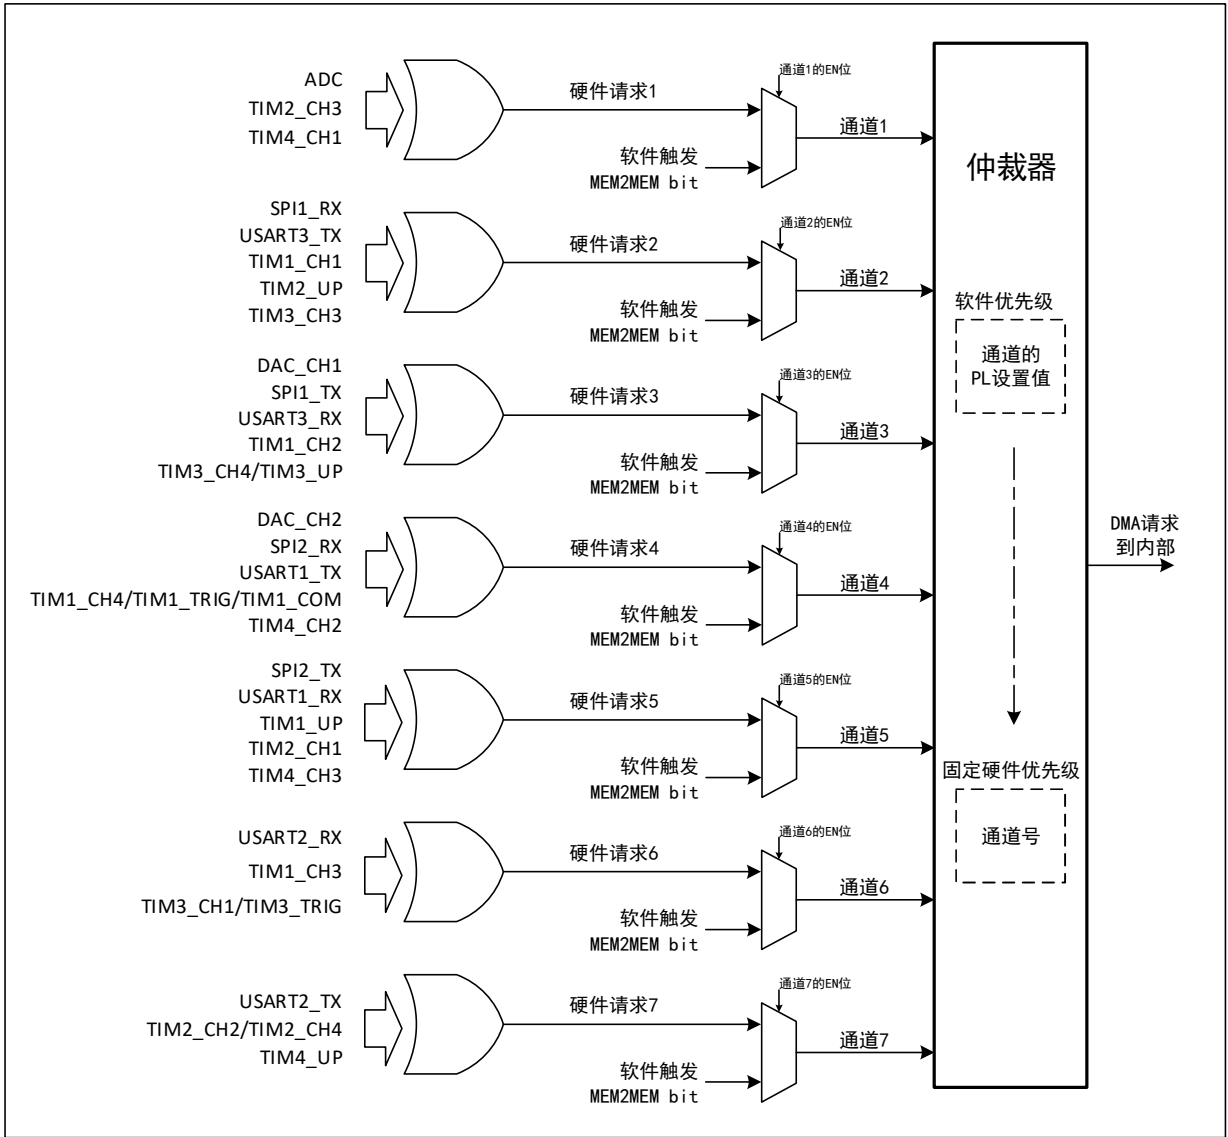 ADC
TIM2_CH3
TIM4_CH1
硬件请求1
通道1的EN位
软件触发
MEM2MEM bit
通道1
SPI1_RX
USART3_TX
TIM1_CH1
TIM2_UP
TIM3_CH3
硬件请求2
通道2的EN位
软件触发
MEM2MEM bit
通道2
DAC_CH1
SPI1_TX
USART3_RX
TIM1_CH2
TIM3_CH4/TIM3_UP
硬件请求3
通道3的EN位
软件触发
MEM2MEM bit
通道3
DAC_CH2
SPI2_RX
USART1_TX
TIM1_CH4/TIM1_TRIG/TIM1_COM
TIM4_CH2
硬件请求4
通道4的EN位
软件触发
MEM2MEM bit
通道4
SPI2_TX
USART1_RX
TIM1_UP
TIM2_CH1
TIM4_CH3
硬件请求5
通道5的EN位
软件触发
MEM2MEM bit
通道5
USART2_RX
TIM1_CH3
TIM3_CH1/TIM3_TRIG
硬件请求6
通道6的EN位
软件触发
MEM2MEM bit
通道6
USART2_TX
TIM2_CH2/TIM2_CH4
TIM4_UP
硬件请求7
通道7的EN位
软件触发
MEM2MEM bit
通道7
仲裁器
软件优先级
通道的
PL设置值
固定硬件优先级
通道号
DMA请求
到内部